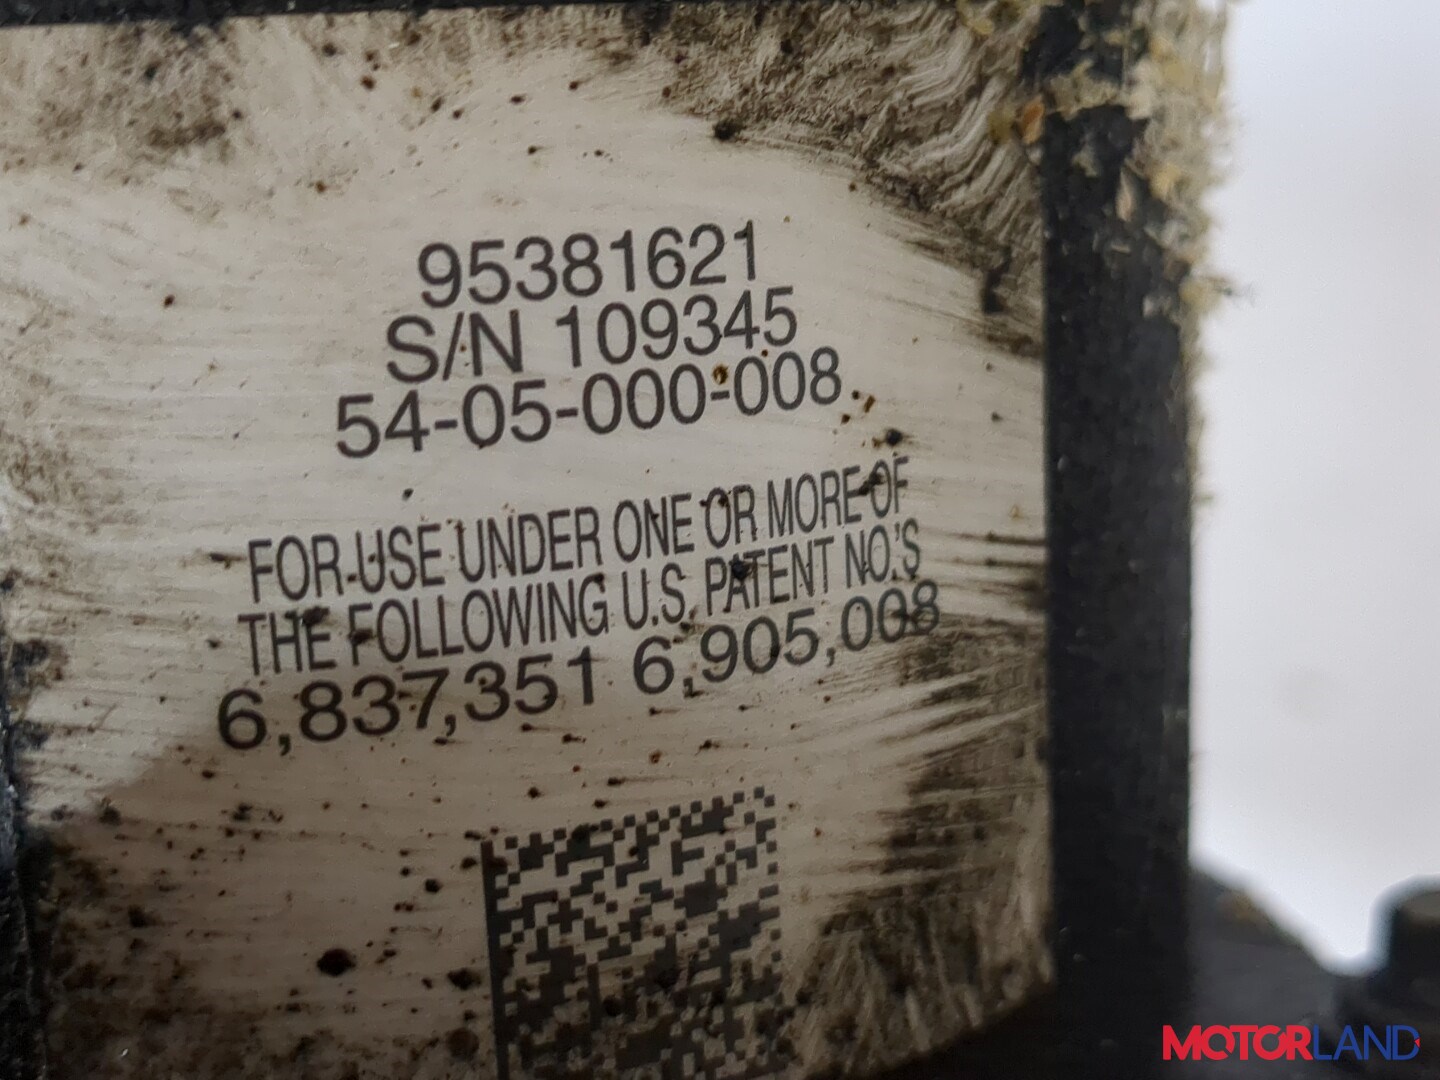 95381621
S/N 109345
54-05-000-008
FOR USE UNDER ONE OR MORE OF
THE FOLLOWING U.S. PATENT NO.'S
6,837,351 6,905,008
MOTORLAND